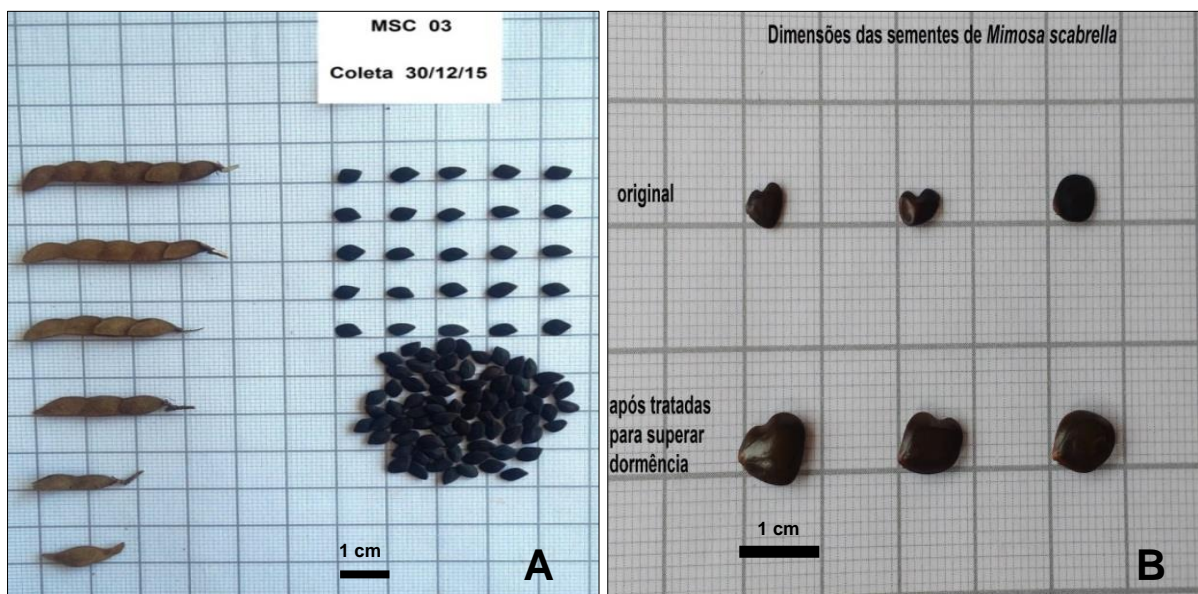 MSC 03
Coleta 30/12/15
1 cm
A
Dimensões das sementes de Mimosa scabrella
original
após tratadas
para superar
dormência
1 cm
B